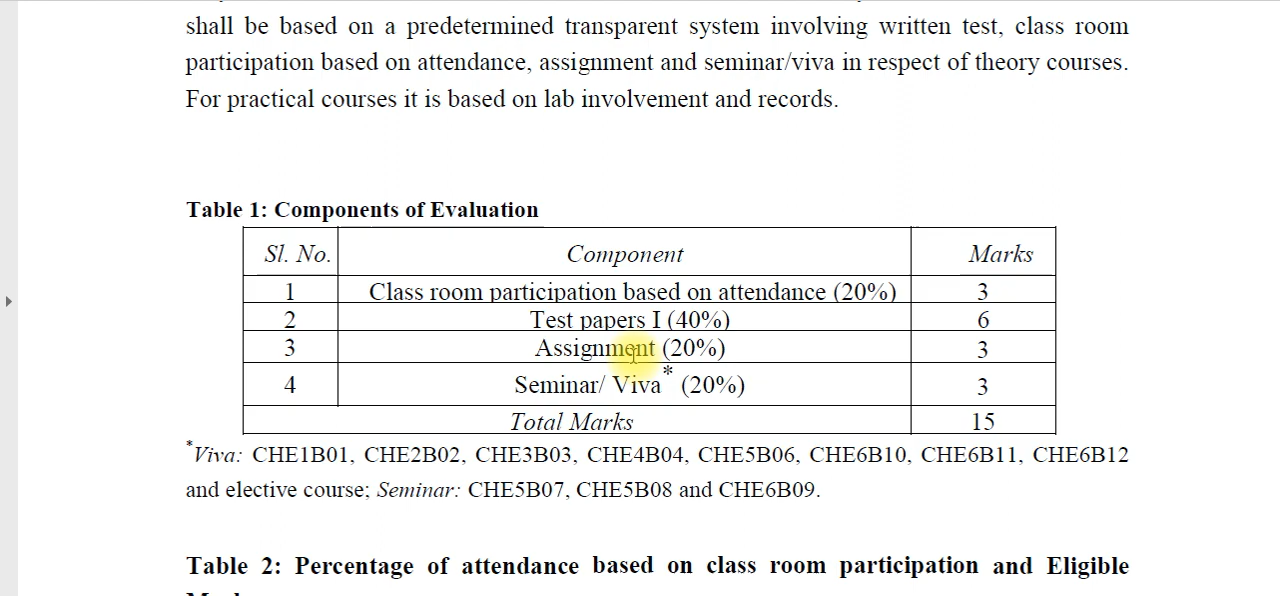 shall be based on a predetermined transparent system involving written test, class room
participation based on attendance, assignment and seminar/viva in respect of theory courses.
For practical courses it is based on lab involvement and records.
Table 1: Components of Evaluation
Sl. No. Component Marks
1 Class room participation based on attendance (20%) 3
2 Test papers I (40%) 6
3 Assignment (20%) 3
4 Seminar/ Viva* (20%) 3
Total Marks 15
*Viva: CHE1B01, CHE2B02, CHE3B03, CHE4B04, CHE5B06, CHE6B10, CHE6B11, CHE6B12
and elective course; Seminar: CHE5B07, CHE5B08 and CHE6B09.
Table 2: Percentage of attendance based on class room participation and Eligible